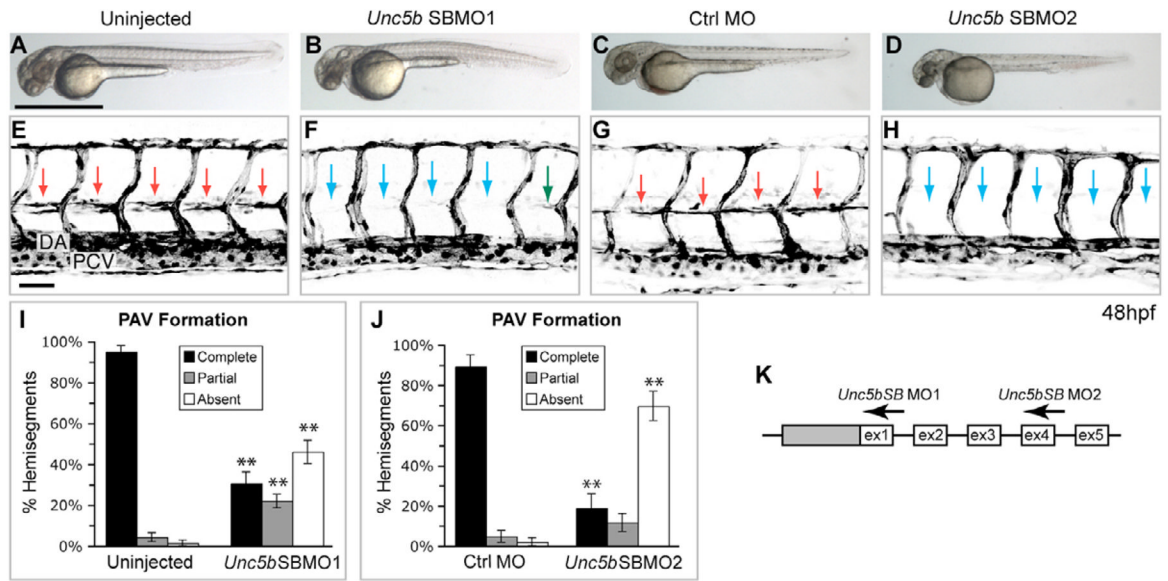 Uninjected
Unc5b SBMO1
Ctrl MO
Unc5b SBMO2
A
B
C
D
E
F
G
H
DA
PCV
48hpf
I
PAV Formation
% Hemisegments
100%
80%
60%
40%
20%
0%
Complete
Partial
Absent
**
**
**
Uninjected
Unc5bSBMO1
J
PAV Formation
% Hemisegments
100%
80%
60%
40%
20%
0%
Complete
Partial
Absent
**
**
Ctrl MO
Unc5bSBMO2
K
Unc5bSB MO1
Unc5bSB MO2
ex1 ex2 ex3 ex4 ex5